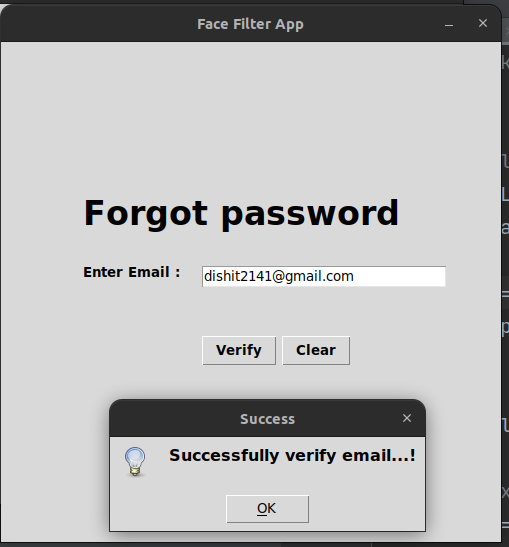 Face Filter App
Forgot password
Enter Email :
dishit2141@gmail.com
Verify
Clear
Success
Successfully verify email...!
OK